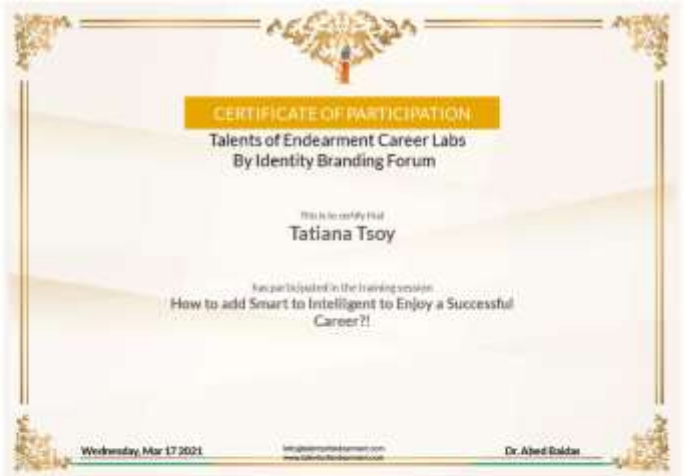 CERTIFICATE OF PARTICIPATION
Talents of Endearment Career Labs
By Identity Branding Forum
This is to certify that
Tatiana Tsoy
has participated in the training session
How to add Smart to Intelligent to Enjoy a Successful
Career?!
Wednesday, Mar 17 2021
Dr. Abed